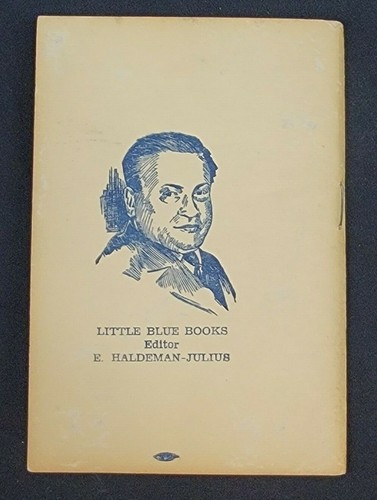 LITTLE BLUE BOOKS
Editor
E. HALDEMAN-JULIUS